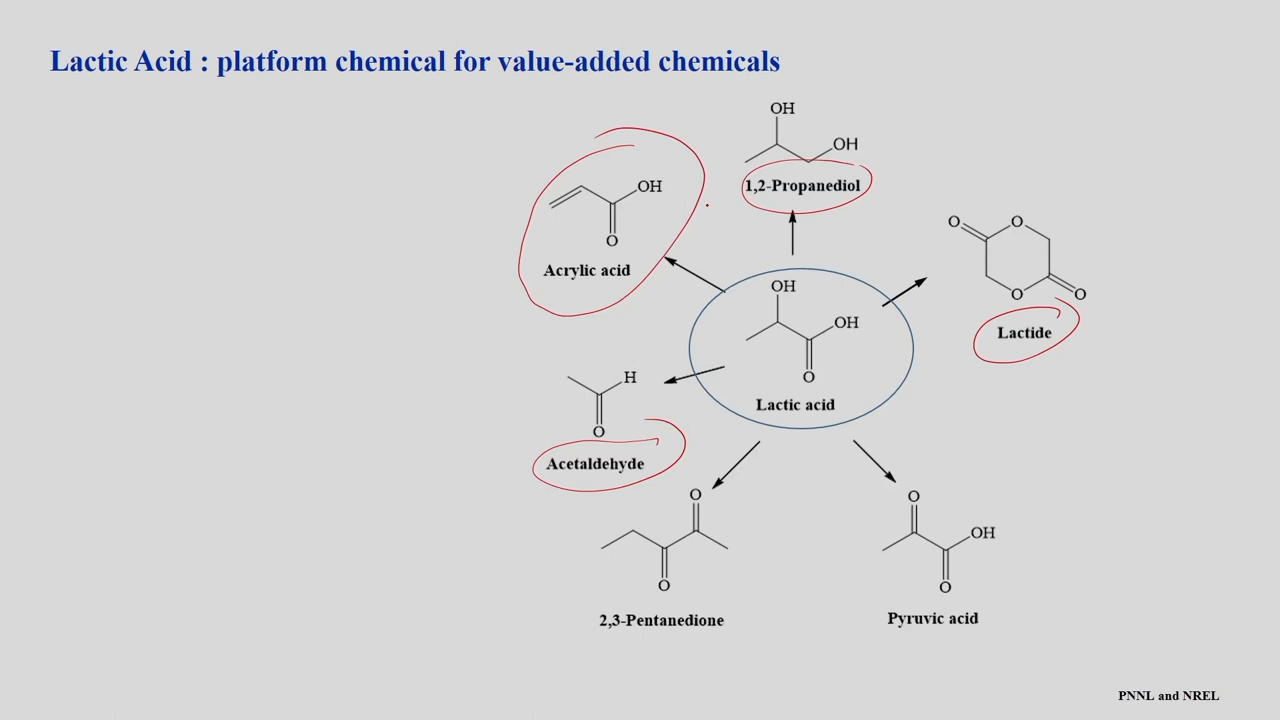 Lactic Acid : platform chemical for value-added chemicals
OH
OH
1,2-Propanediol
OH
O
Acrylic acid
O
O
O
O
Lactide
OH
OH
O
Lactic acid
H
O
Acetaldehyde
O
O
2,3-Pentanedione
O
OH
O
Pyruvic acid
PNNL and NREL